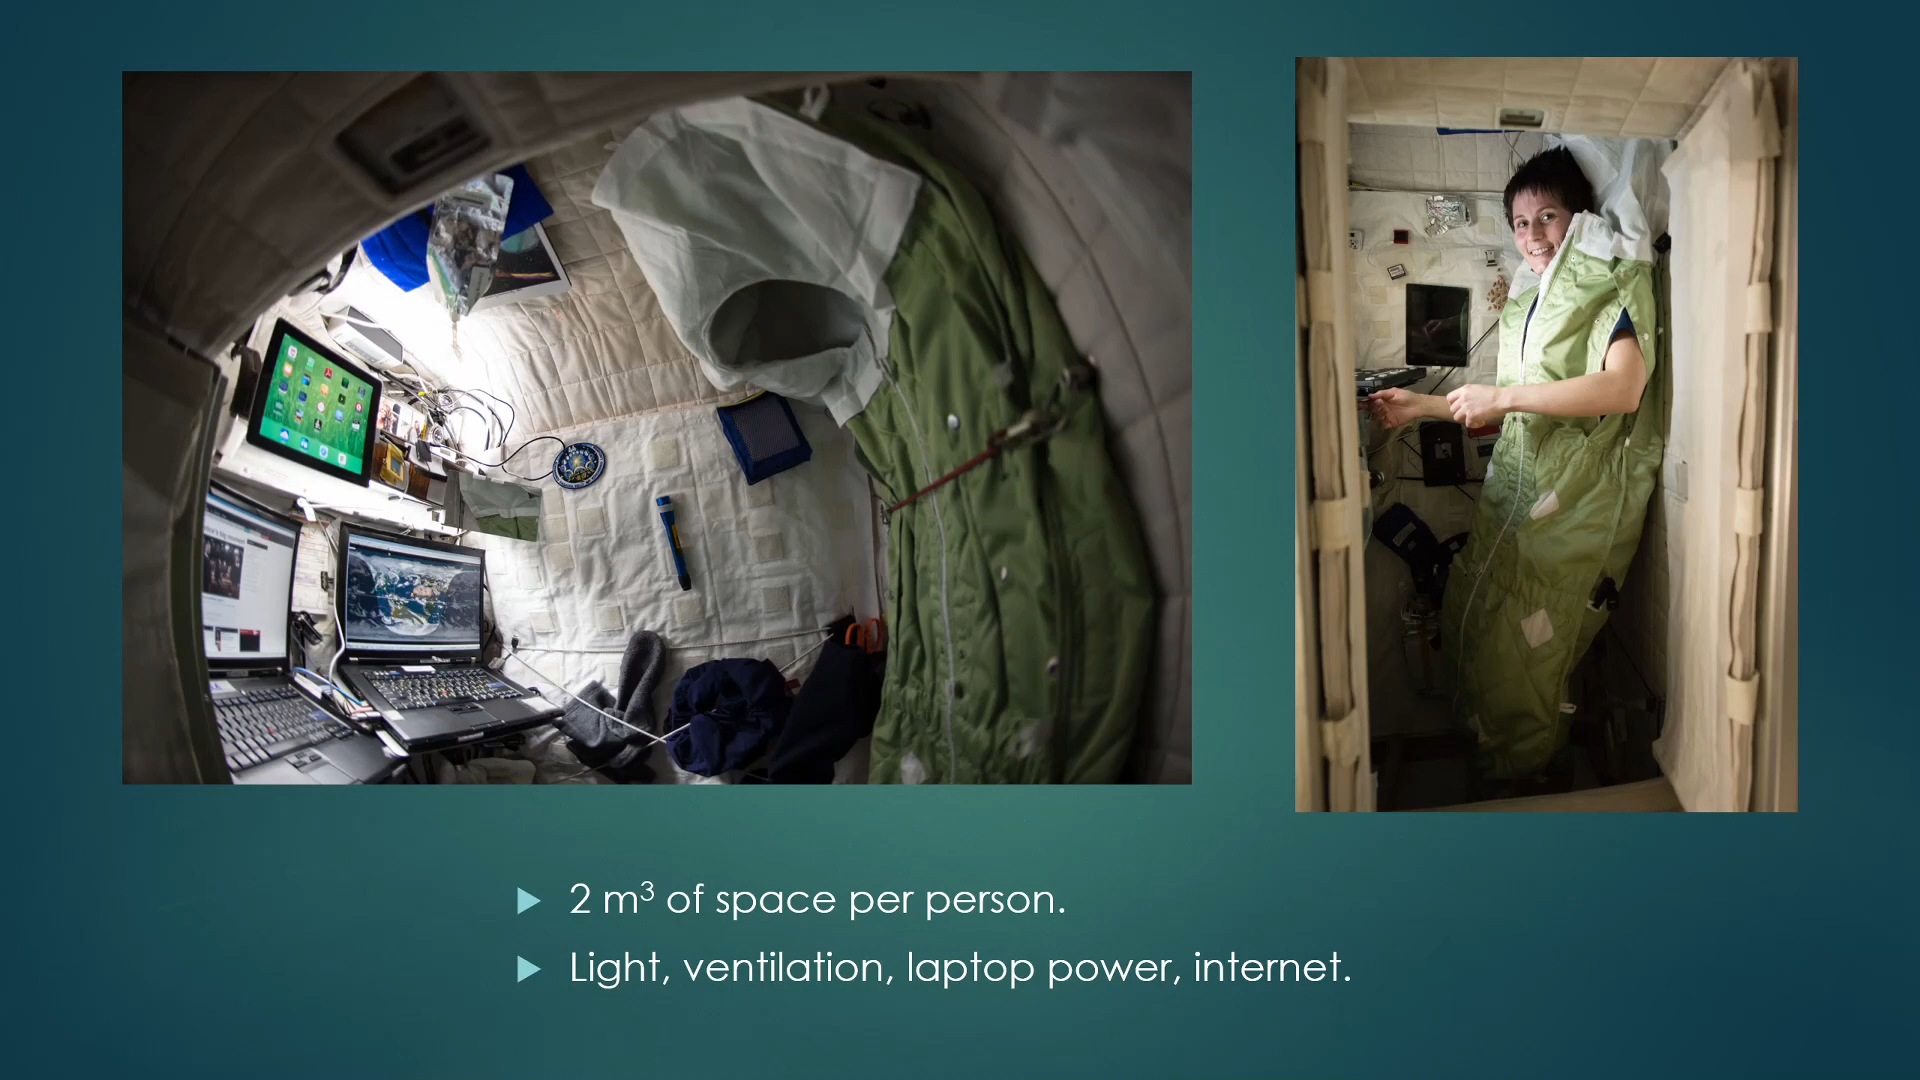 2 m³ of space per person.
Light, ventilation, laptop power, internet.